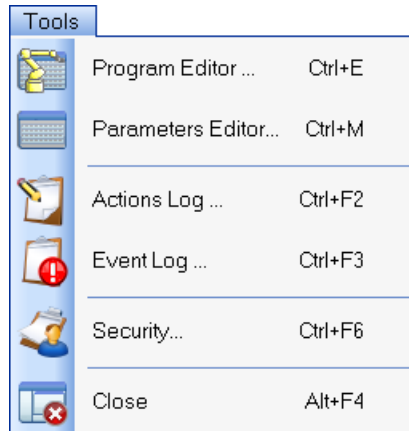 Tools
Program Editor ... Ctrl+E
Parameters Editor... Ctrl+M
Actions Log ... Ctrl+F2
Event Log ... Ctrl+F3
Security... Ctrl+F6
Close Alt+F4